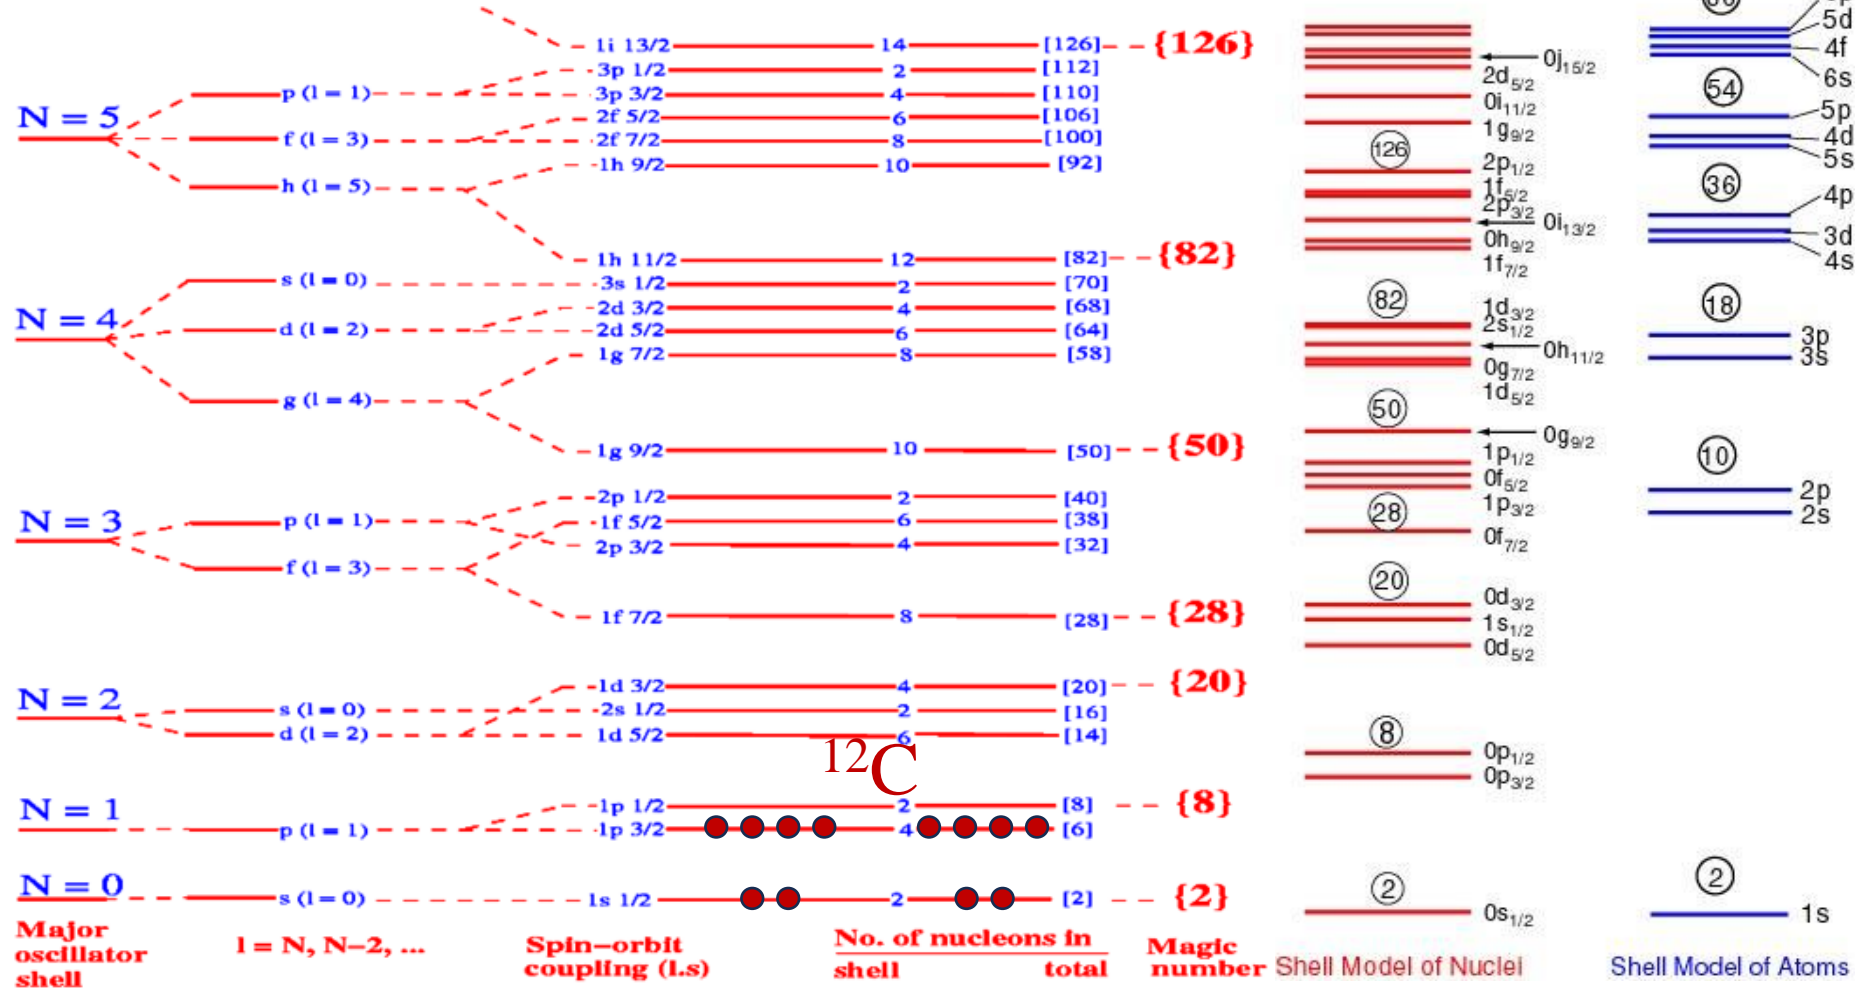 1i 13/2 14 [126] {126}
3p 1/2 2 [112]
N = 5 p (l = 1) 3p 3/2 4 [110]
2f 5/2 6 [106]
f (l = 3) 2f 7/2 8 [100]
1h 9/2 10 [92]
h (l = 5)
1h 11/2 12 [82] {82}
s (l = 0) 3s 1/2 2 [70]
2d 3/2 4 [68]
N = 4 d (l = 2) 2d 5/2 6 [64]
1g 7/2 8 [58]
g (l = 4)
1g 9/2 10 [50] {50}
2p 1/2 2 [40]
N = 3 p (l = 1) 1f 5/2 6 [38]
2p 3/2 4 [32]
f (l = 3)
1f 7/2 8 [28] {28}
1d 3/2 4 [20] {20}
N = 2 s (l = 0) 2s 1/2 2 [16]
d (l = 2) 1d 5/2 6 [14]
12C
N = 1 1p 1/2 2 [8] {8}
p (l = 1) 1p 3/2 4 [6]
N = 0 s (l = 0) 1s 1/2 2 [2] {2}
Major
oscillator
shell
l = N, N−2, ...
Spin−orbit
coupling (l.s)
No. of nucleons in
shell total
Magic
number
0j15/2
2d5/2
0i11/2
1g9/2
126
2p1/2
1f5/2
2p3/2
0i13/2
0h9/2
1f7/2
82
1d3/2
2s1/2
0h11/2
0g7/2
1d5/2
50
0g9/2
1p1/2
0f5/2
1p3/2
28
0f7/2
20
0d3/2
1s1/2
0d5/2
8
0p1/2
0p3/2
2
0s1/2
Shell Model of Nuclei
5d
4f
6s
54
5p
4d
5s
36
4p
3d
4s
18
3p
3s
10
2p
2s
2
1s
Shell Model of Atoms